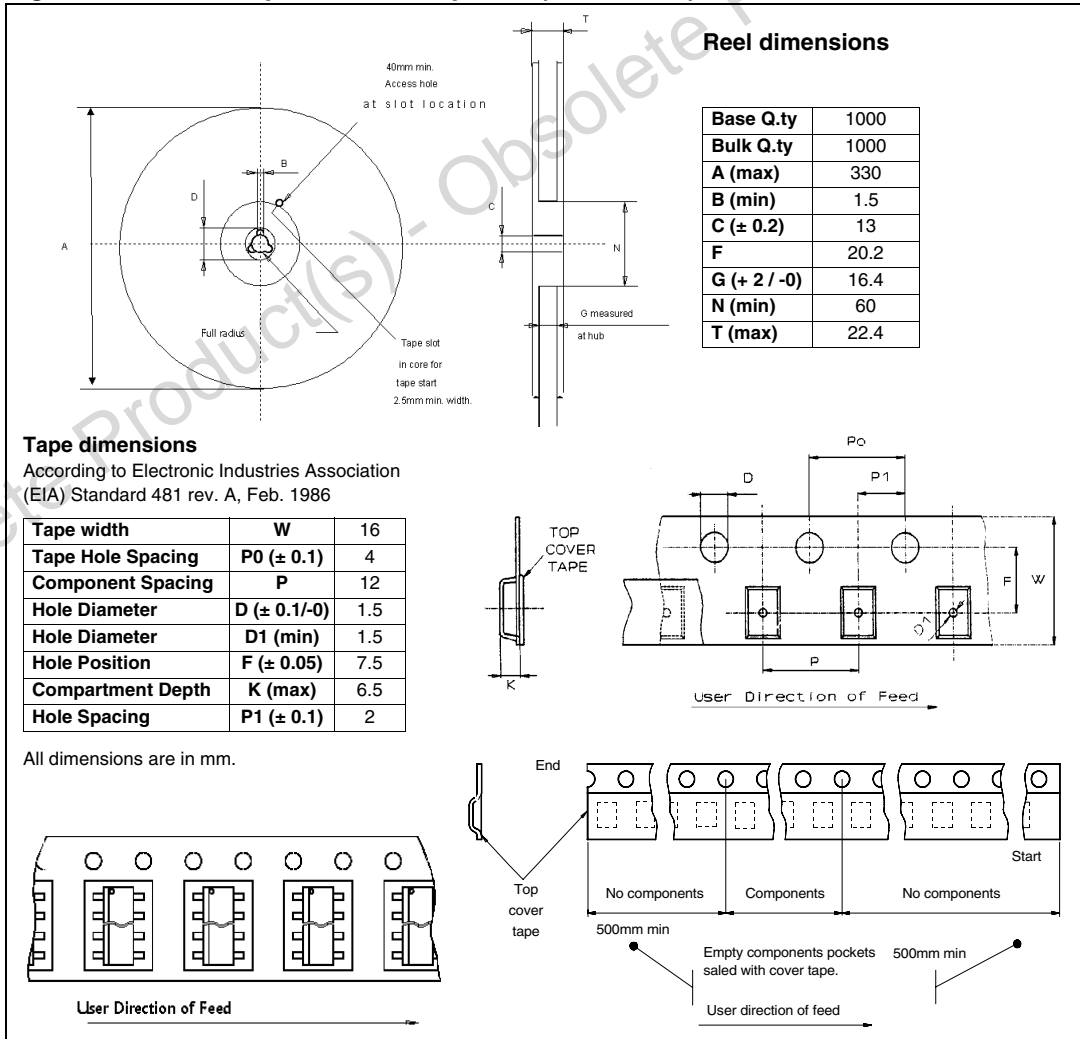 Reel dimensions
T
40mm min.
Access hole
at slot location
B
D
A
C
N
Full radius
G measured
at hub
Tape slot
in core for
tape start
2.5mm min. width.
Base Q.ty 1000
Bulk Q.ty 1000
A (max) 330
B (min) 1.5
C (± 0.2) 13
F 20.2
G (+ 2 / -0) 16.4
N (min) 60
T (max) 22.4
Tape dimensions
According to Electronic Industries Association
(EIA) Standard 481 rev. A, Feb. 1986
Tape width W 16
Tape Hole Spacing P0 (± 0.1) 4
Component Spacing P 12
Hole Diameter D (± 0.1/-0) 1.5
Hole Diameter D1 (min) 1.5
Hole Position F (± 0.05) 7.5
Compartment Depth K (max) 6.5
Hole Spacing P1 (± 0.1) 2
All dimensions are in mm.
Po
D
P1
TOP
COVER
TAPE
F
W
D1
K
P
User Direction of Feed
End
Start
Top
cover
tape
No components
Components
No components
500mm min
Empty components pockets
saled with cover tape.
500mm min
User direction of feed
User Direction of Feed
ete Product(s) - Obsolete